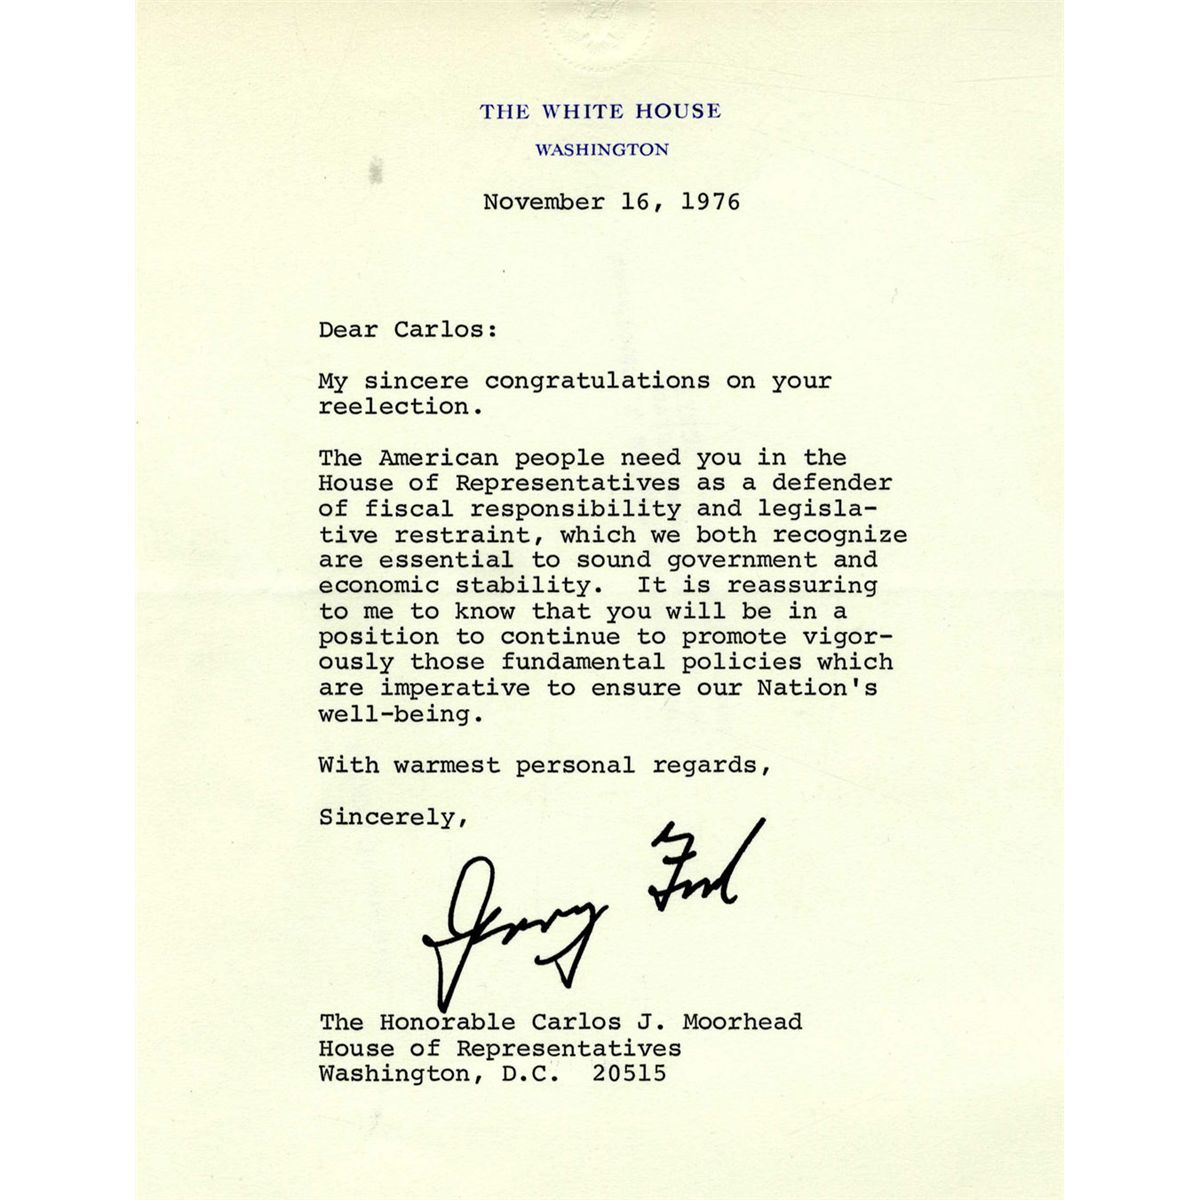 THE WHITE HOUSE
WASHINGTON
November 16, 1976
Dear Carlos:
My sincere congratulations on your
reelection.
The American people need you in the
House of Representatives as a defender
of fiscal responsibility and legisla-
tive restraint, which we both recognize
are essential to sound government and
economic stability.  It is reassuring
to me to know that you will be in a
position to continue to promote vigor-
ously those fundamental policies which
are imperative to ensure our Nation's
well-being.
With warmest personal regards,
Sincerely,
Jerry Ford
The Honorable Carlos J. Moorhead
House of Representatives
Washington, D.C.  20515